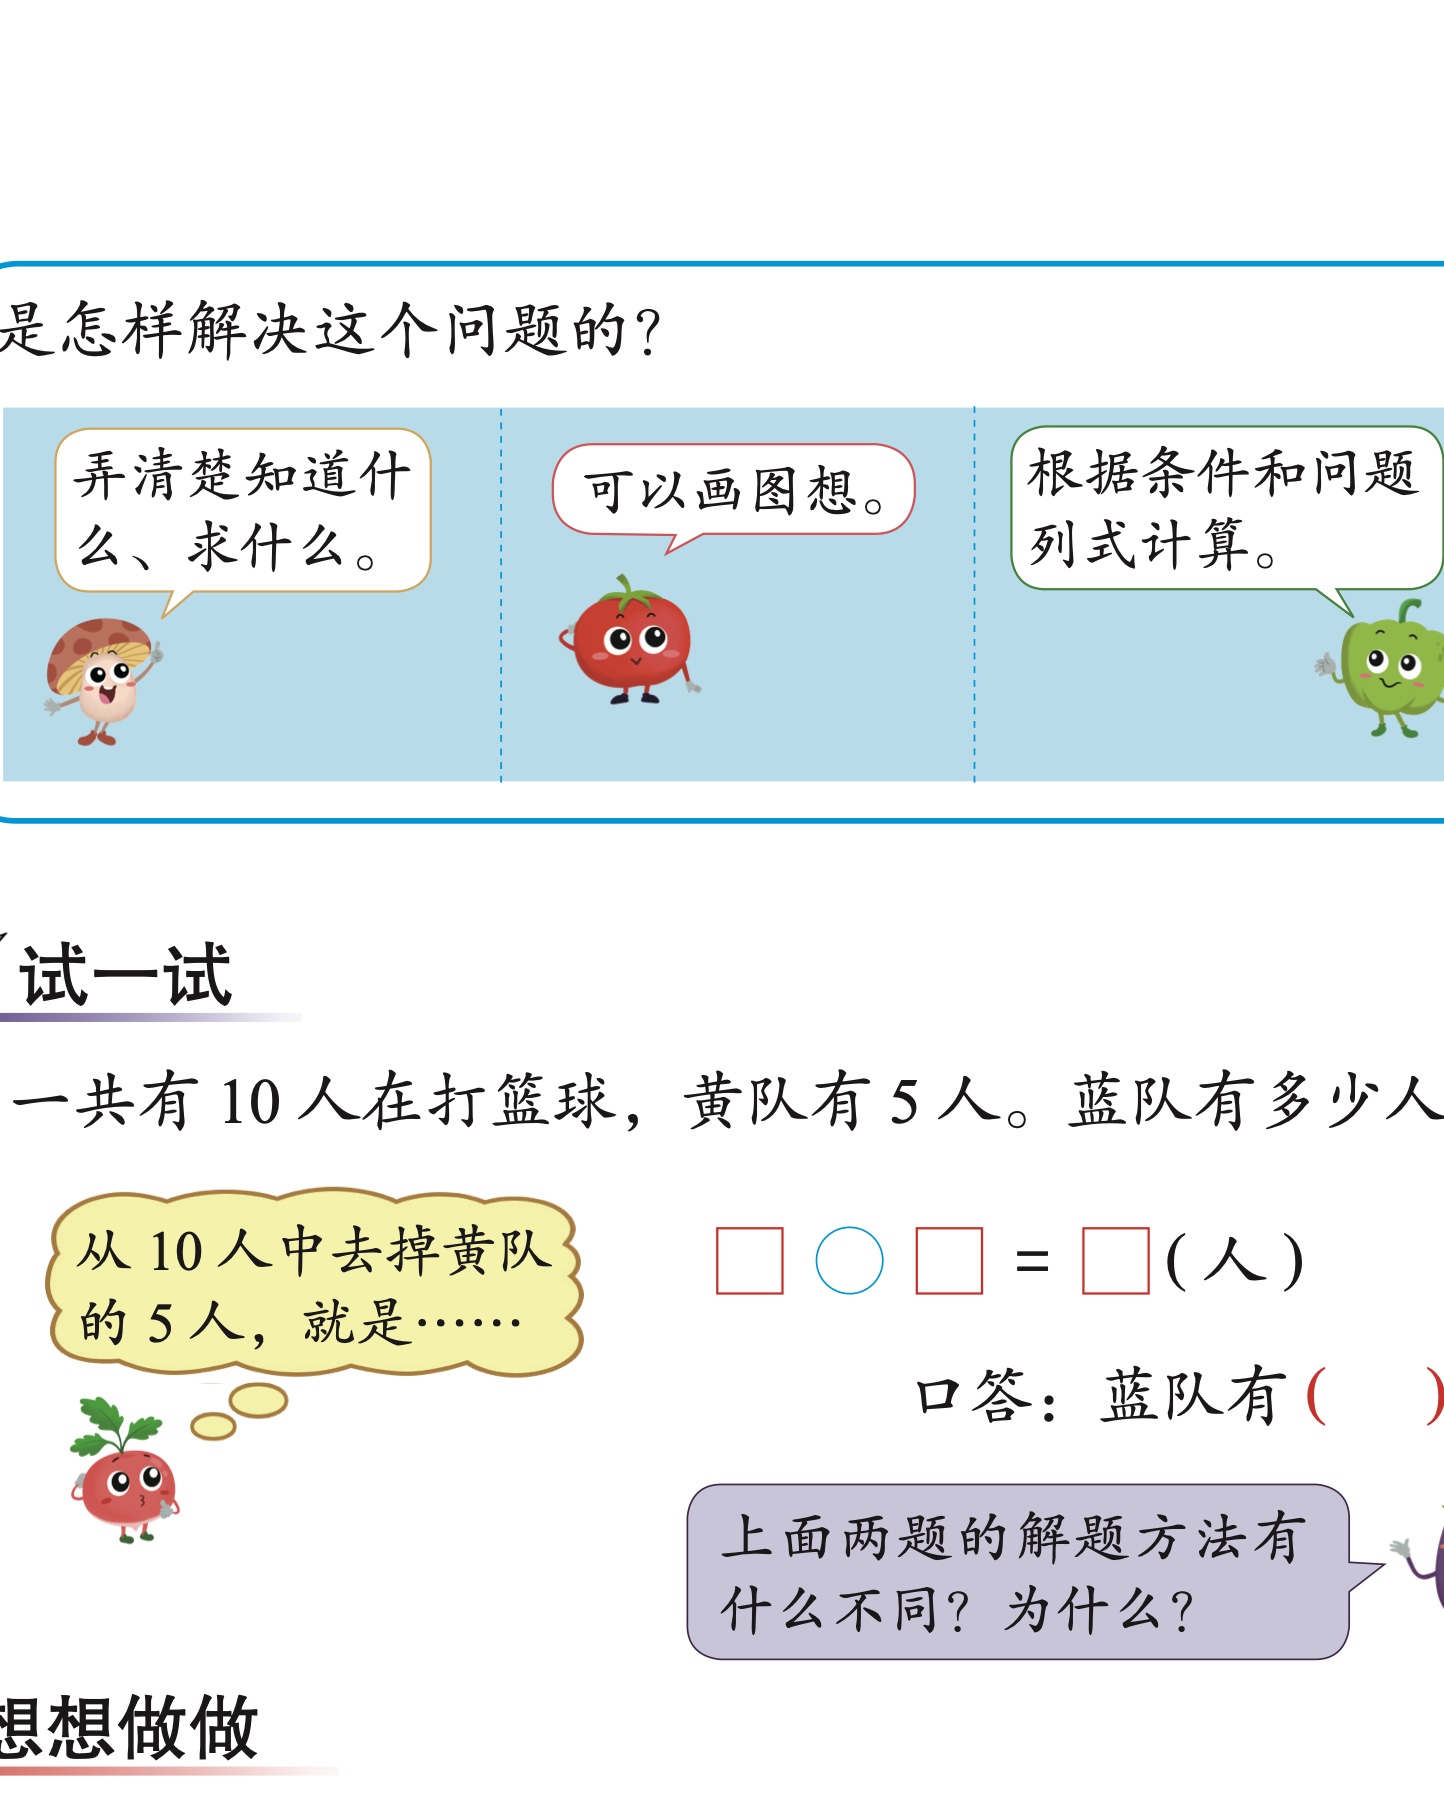 是怎样解决这个问题的？
弄清楚知道什
么、求什么。
可以画图想。
根据条件和问题
列式计算。
试一试
一共有 10 人在打篮球，黄队有 5 人。蓝队有多少人
从 10 人中去掉黄队
的 5 人，就是……
□○□=□(人)
口答：蓝队有(    )
上面两题的解题方法有
什么不同？为什么？
想想做做